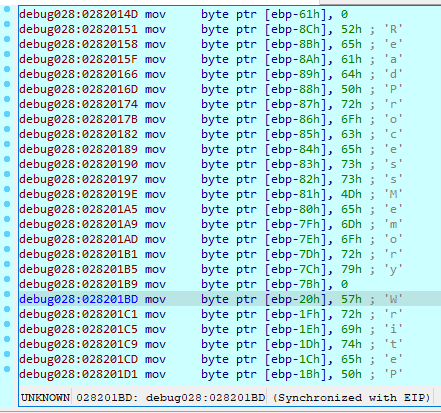 debug028:0282014D mov byte ptr [ebp-61h], 0
debug028:02820151 mov byte ptr [ebp-8Ch], 52h ; 'R'
debug028:02820158 mov byte ptr [ebp-8Bh], 65h ; 'e'
debug028:0282015F mov byte ptr [ebp-8Ah], 61h ; 'a'
debug028:02820166 mov byte ptr [ebp-89h], 64h ; 'd'
debug028:0282016D mov byte ptr [ebp-88h], 50h ; 'P'
debug028:02820174 mov byte ptr [ebp-87h], 72h ; 'r'
debug028:0282017B mov byte ptr [ebp-86h], 6Fh ; 'o'
debug028:02820182 mov byte ptr [ebp-85h], 63h ; 'c'
debug028:02820189 mov byte ptr [ebp-84h], 65h ; 'e'
debug028:02820190 mov byte ptr [ebp-83h], 73h ; 's'
debug028:02820197 mov byte ptr [ebp-82h], 73h ; 's'
debug028:0282019E mov byte ptr [ebp-81h], 4Dh ; 'M'
debug028:028201A5 mov byte ptr [ebp-80h], 65h ; 'e'
debug028:028201A9 mov byte ptr [ebp-7Fh], 6Dh ; 'm'
debug028:028201AD mov byte ptr [ebp-7Eh], 6Fh ; 'o'
debug028:028201B1 mov byte ptr [ebp-7Dh], 72h ; 'r'
debug028:028201B5 mov byte ptr [ebp-7Ch], 79h ; 'y'
debug028:028201B9 mov byte ptr [ebp-7Bh], 0
debug028:028201BD mov byte ptr [ebp-20h], 57h ; 'W'
debug028:028201C1 mov byte ptr [ebp-1Fh], 72h ; 'r'
debug028:028201C5 mov byte ptr [ebp-1Eh], 69h ; 'i'
debug028:028201C9 mov byte ptr [ebp-1Dh], 74h ; 't'
debug028:028201CD mov byte ptr [ebp-1Ch], 65h ; 'e'
debug028:028201D1 mov byte ptr [ebp-1Bh], 50h ; 'P'
UNKNOWN 028201BD: debug028:028201BD (Synchronized with EIP)